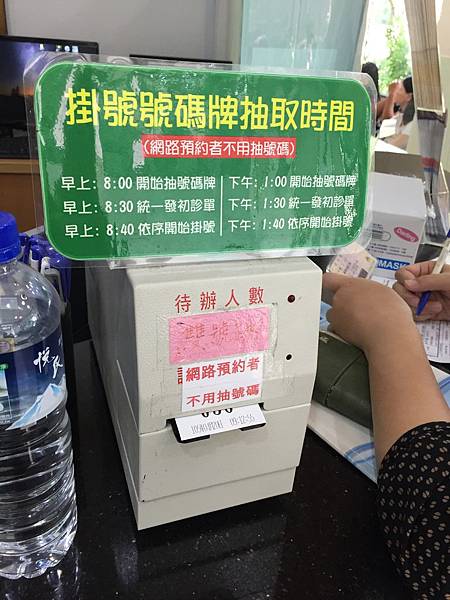 掛號號碼牌抽取時間
(網路預約者不用抽號碼)
早上: 8:00 開始抽號碼牌
早上: 8:30 統一發初診單
早上: 8:40 依序開始掛號
下午: 1:00 開始抽號碼牌
下午: 1:30 統一發初診單
下午: 1:40 依序開始掛號
待辦人數
網路預約者
不用抽號碼
悅